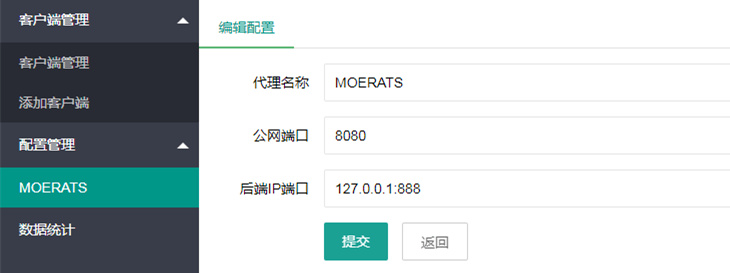 客户端管理
客户端管理
添加客户端
配置管理
MOERATS
数据统计
编辑配置
代理名称 MOERATS
公网端口 8080
后端IP端口 127.0.0.1:888
提交 返回